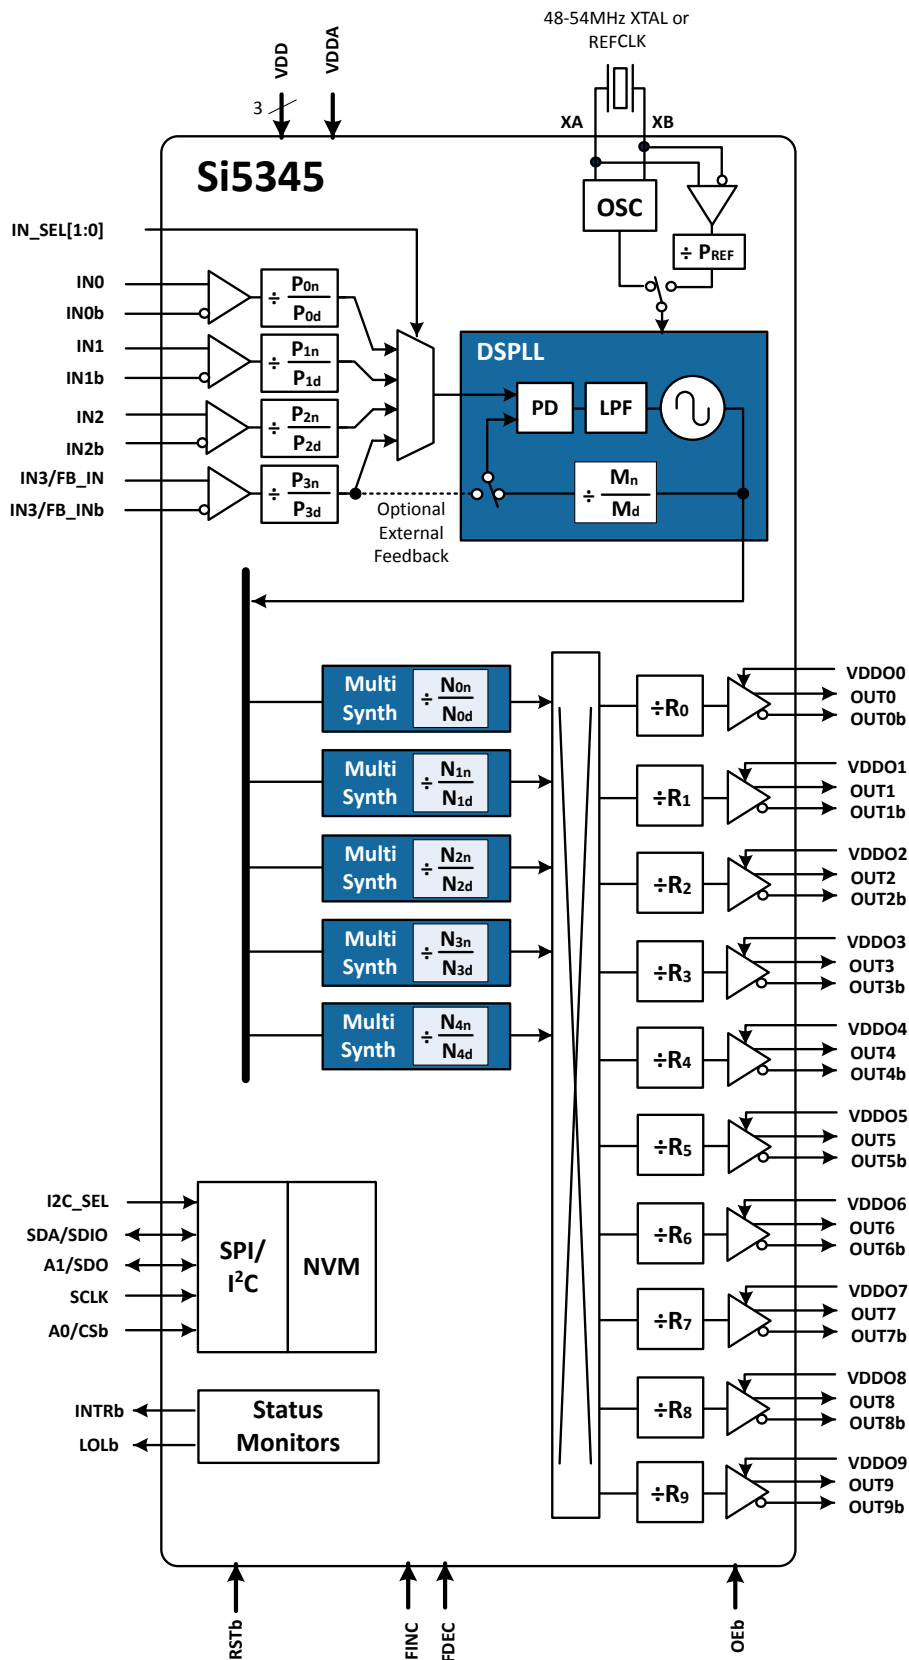 48-54MHz XTAL or
REFCLK
VDD
VDDA
3
XA
XB
Si5345
OSC
÷ PREF
IN_SEL[1:0]
IN0
IN0b
÷ P0n
P0d
IN1
IN1b
÷ P1n
P1d
IN2
IN2b
÷ P2n
P2d
IN3/FB_IN
IN3/FB_INb
÷ P3n
P3d
DSPLL
PD
LPF
÷ Mn
Md
Optional
External
Feedback
Multi
Synth
÷ N0n
N0d
Multi
Synth
÷ N1n
N1d
Multi
Synth
÷ N2n
N2d
Multi
Synth
÷ N3n
N3d
Multi
Synth
÷ N4n
N4d
÷R0
VDDO0
OUT0
OUT0b
÷R1
VDDO1
OUT1
OUT1b
÷R2
VDDO2
OUT2
OUT2b
÷R3
VDDO3
OUT3
OUT3b
÷R4
VDDO4
OUT4
OUT4b
÷R5
VDDO5
OUT5
OUT5b
÷R6
VDDO6
OUT6
OUT6b
÷R7
VDDO7
OUT7
OUT7b
÷R8
VDDO8
OUT8
OUT8b
÷R9
VDDO9
OUT9
OUT9b
I2C_SEL
SDA/SDIO
A1/SDO
SCLK
A0/CSb
SPI/
I²C
NVM
INTRb
LOLb
Status
Monitors
RSTb
FINC
FDEC
OEb